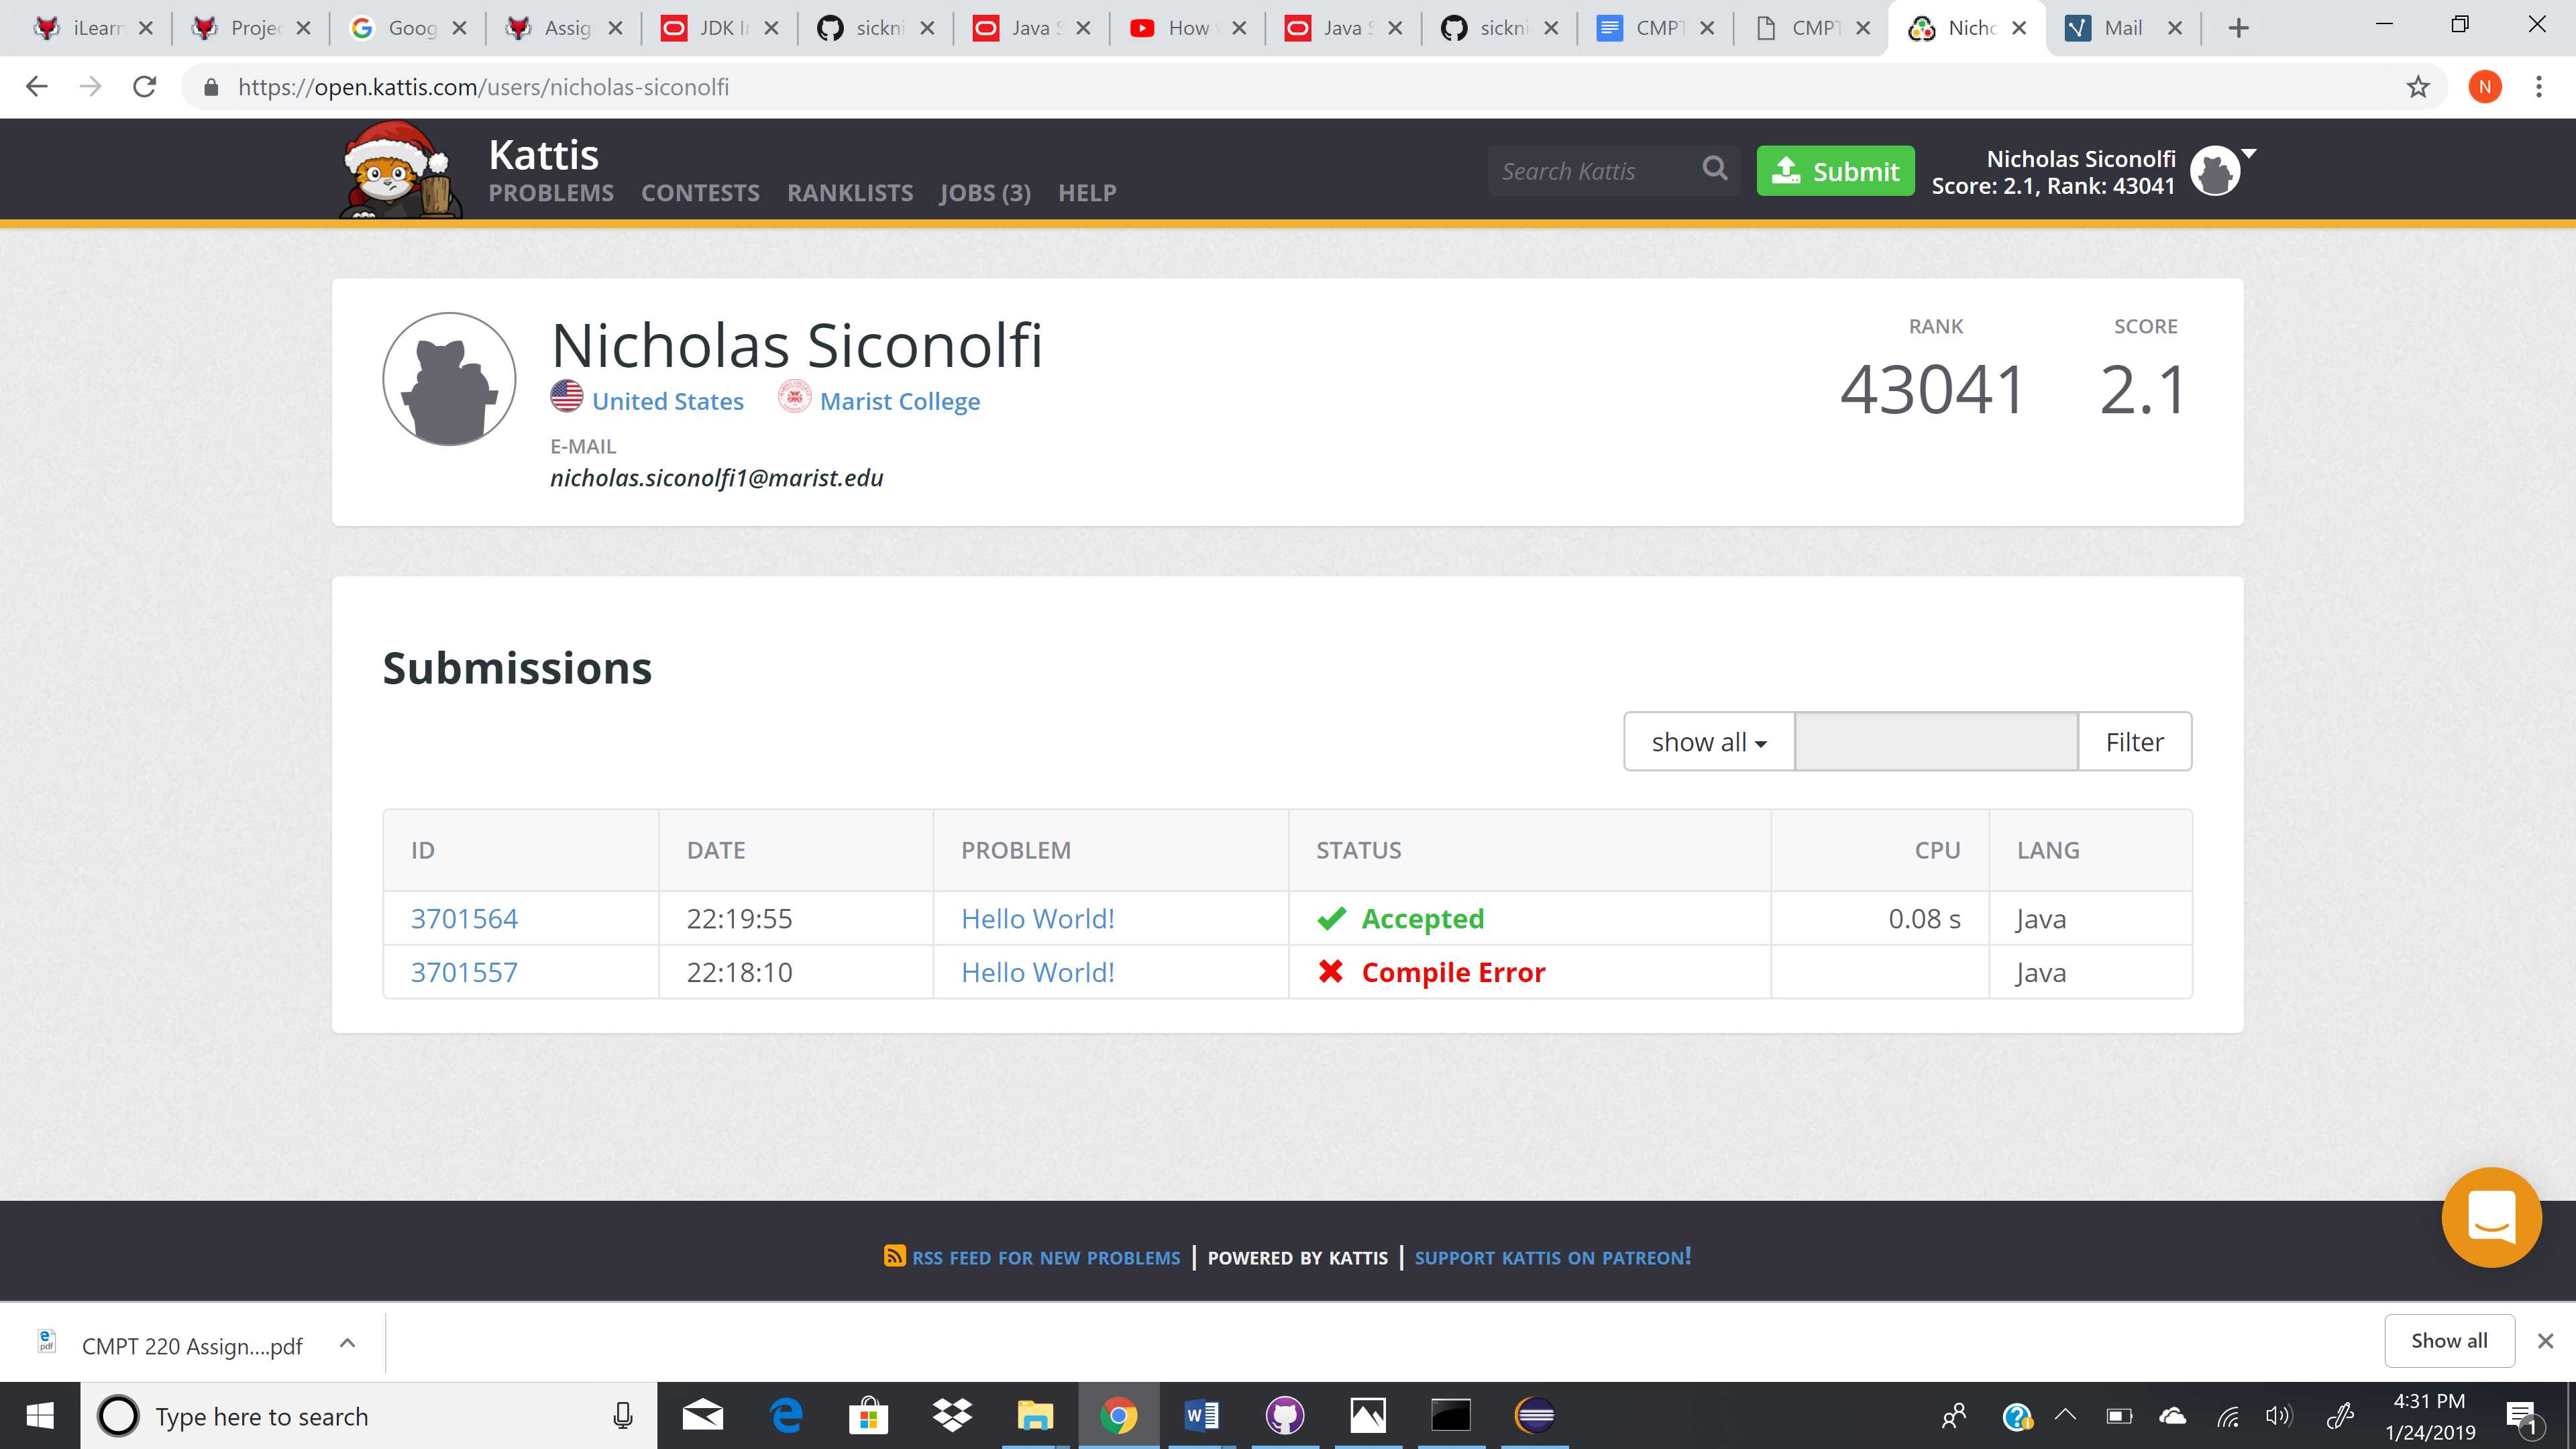 iLearn
Projec
Goog
Assig
JDK I
sickni
Java S
How
Java S
sickni
CMPT
CMPT
Nicho
Mail
https://open.kattis.com/users/nicholas-siconolfi
N
Kattis
PROBLEMS CONTESTS RANKLISTS JOBS (3) HELP
Search Kattis
Submit
Nicholas Siconolfi
Score: 2.1, Rank: 43041
Nicholas Siconolfi
United States Marist College
E-MAIL
nicholas.siconolfi1@marist.edu
RANK SCORE
43041 2.1
Submissions
show all Filter
ID DATE PROBLEM STATUS CPU LANG
3701564 22:19:55 Hello World! Accepted 0.08 s Java
3701557 22:18:10 Hello World! Compile Error Java
RSS FEED FOR NEW PROBLEMS | POWERED BY KATTIS | SUPPORT KATTIS ON PATREON!
CMPT 220 Assign....pdf
Show all
Type here to search
4:31 PM
1/24/2019
1